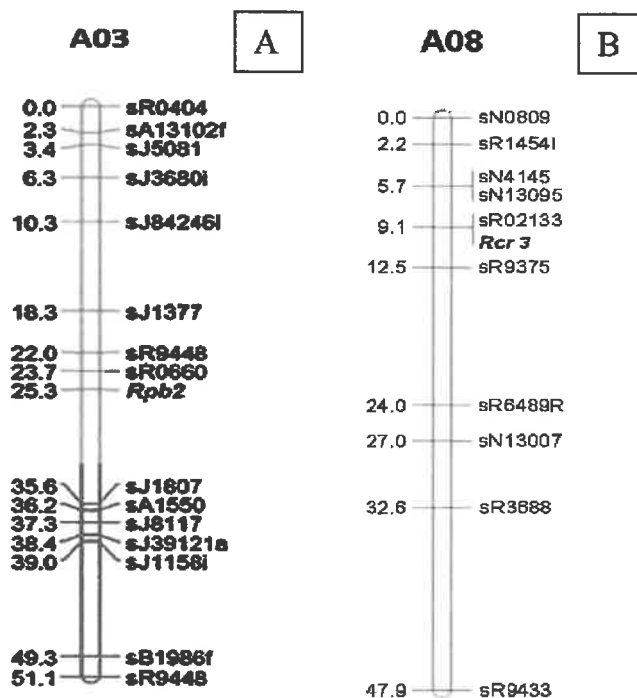 A03
A
0.0 sR0404
2.3 sA13102f
3.4 sJ5081
6.3 sJ3680i
10.3 sJ84246I
18.3 sJ1377
22.0 sR9448
23.7 sR0660
25.3 Rpb2
35.6 sJ1807
36.2 sA1550
37.3 sJ8117
38.4 sJ39121a
39.0 sJ1158i
49.3 sB1986f
51.1 sR9448
A08
B
0.0 sN0809
2.2 sR1454I
5.7 sN4145
sN13095
9.1 sR02133
Rcr 3
12.5 sR9375
24.0 sR6489R
27.0 sN13007
32.6 sR3688
47.9 sR9433